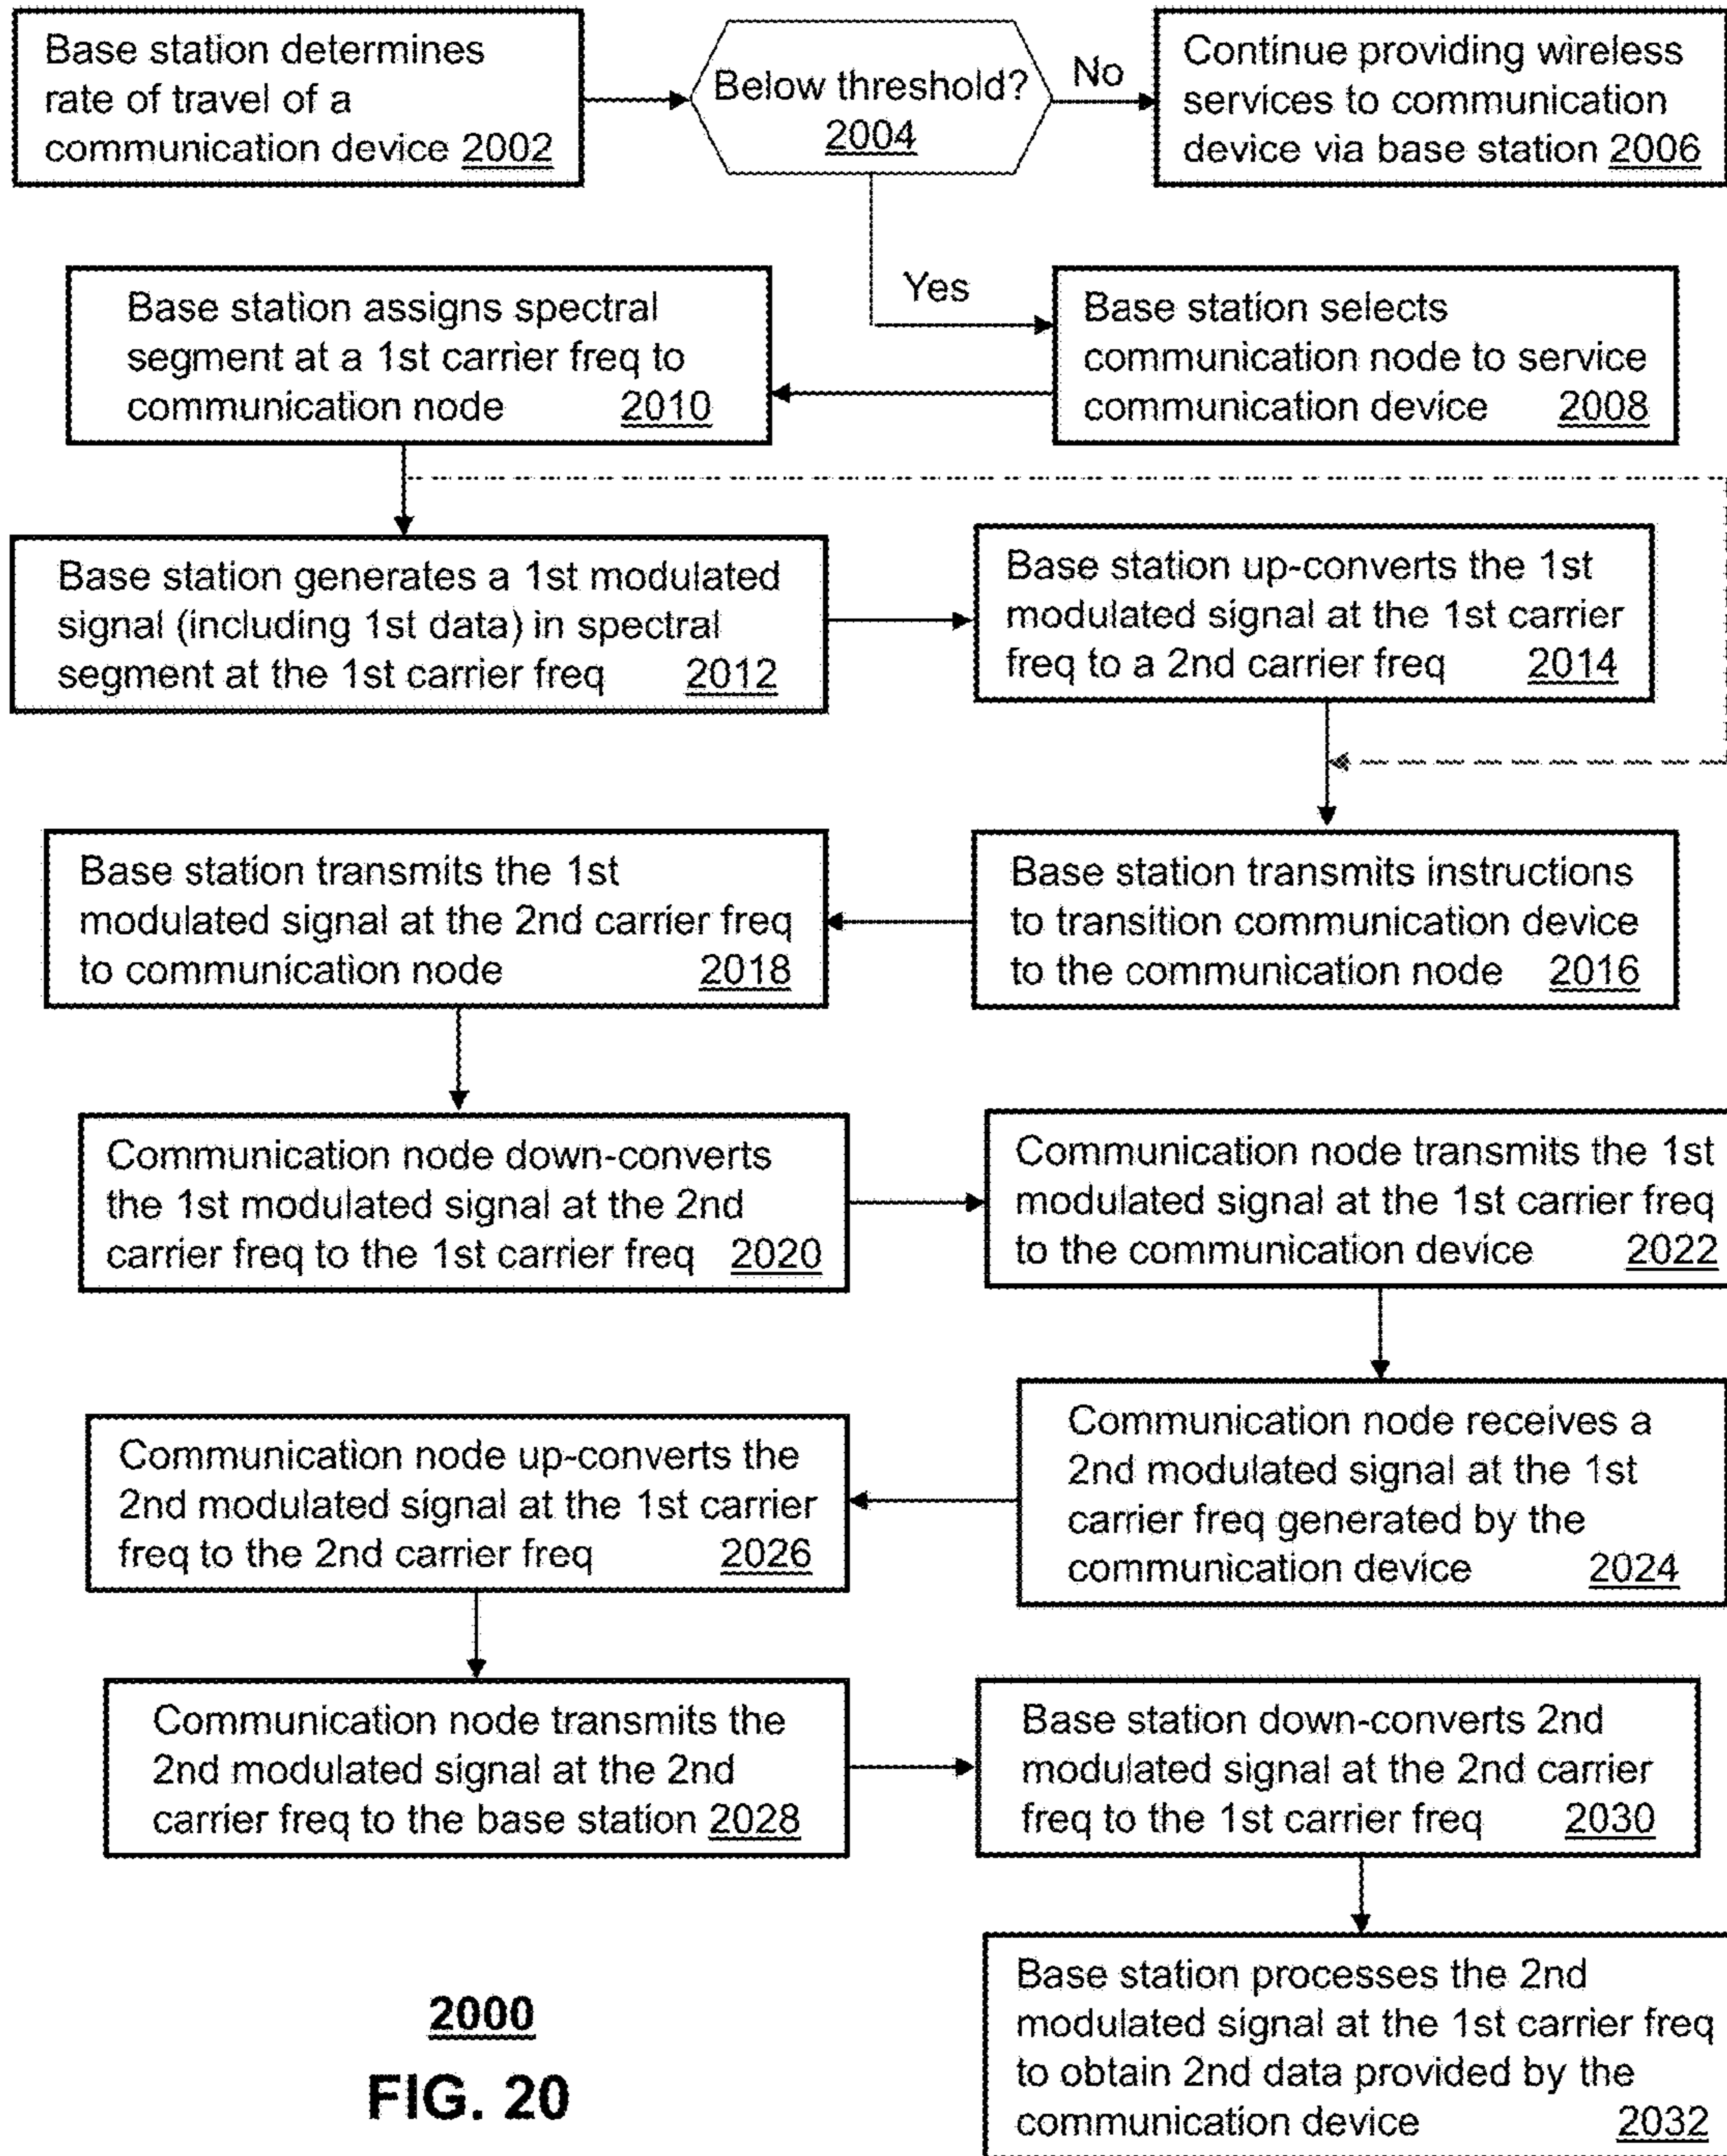 Base station determines
rate of travel of a
communication device 2002
Below threshold?
2004
No
Continue providing wireless
services to communication
device via base station 2006
Yes
Base station selects
communication node to service
communication device 2008
Base station assigns spectral
segment at a 1st carrier freq to
communication node 2010
Base station generates a 1st modulated
signal (including 1st data) in spectral
segment at the 1st carrier freq 2012
Base station up-converts the 1st
modulated signal at the 1st carrier
freq to a 2nd carrier freq 2014
Base station transmits instructions
to transition communication device
to the communication node 2016
Base station transmits the 1st
modulated signal at the 2nd carrier freq
to communication node 2018
Communication node down-converts
the 1st modulated signal at the 2nd
carrier freq to the 1st carrier freq 2020
Communication node transmits the 1st
modulated signal at the 1st carrier freq
to the communication device 2022
Communication node receives a
2nd modulated signal at the 1st
carrier freq generated by the
communication device 2024
Communication node up-converts the
2nd modulated signal at the 1st carrier
freq to the 2nd carrier freq 2026
Communication node transmits the
2nd modulated signal at the 2nd
carrier freq to the base station 2028
Base station down-converts 2nd
modulated signal at the 2nd carrier
freq to the 1st carrier freq 2030
Base station processes the 2nd
modulated signal at the 1st carrier freq
to obtain 2nd data provided by the
communication device 2032
2000
FIG. 20